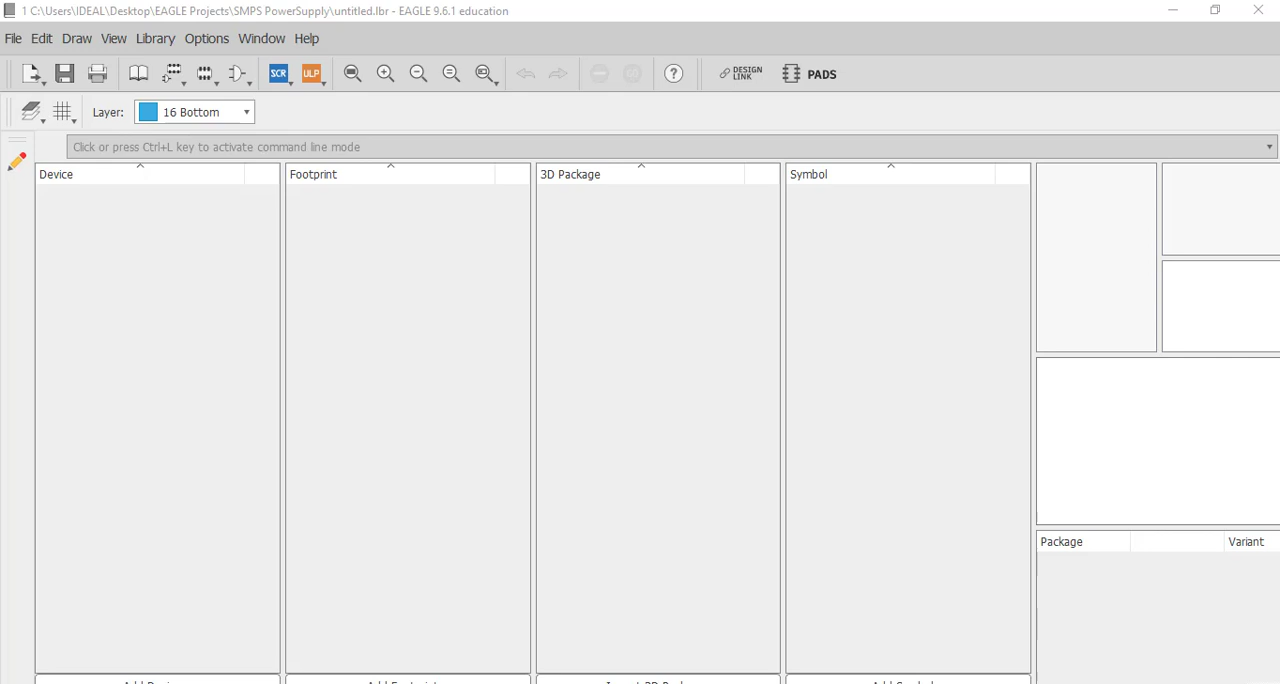 1 C:\Users\IDEAL\Desktop\EAGLE Projects\SMPS PowerSupply\untitled.lbr - EAGLE 9.6.1 education
File Edit Draw View Library Options Window Help
SCR ULP ? DESIGN LINK PADS
Layer: 16 Bottom
Click or press Ctrl+L key to activate command line mode
Device Footprint 3D Package Symbol
Package Variant